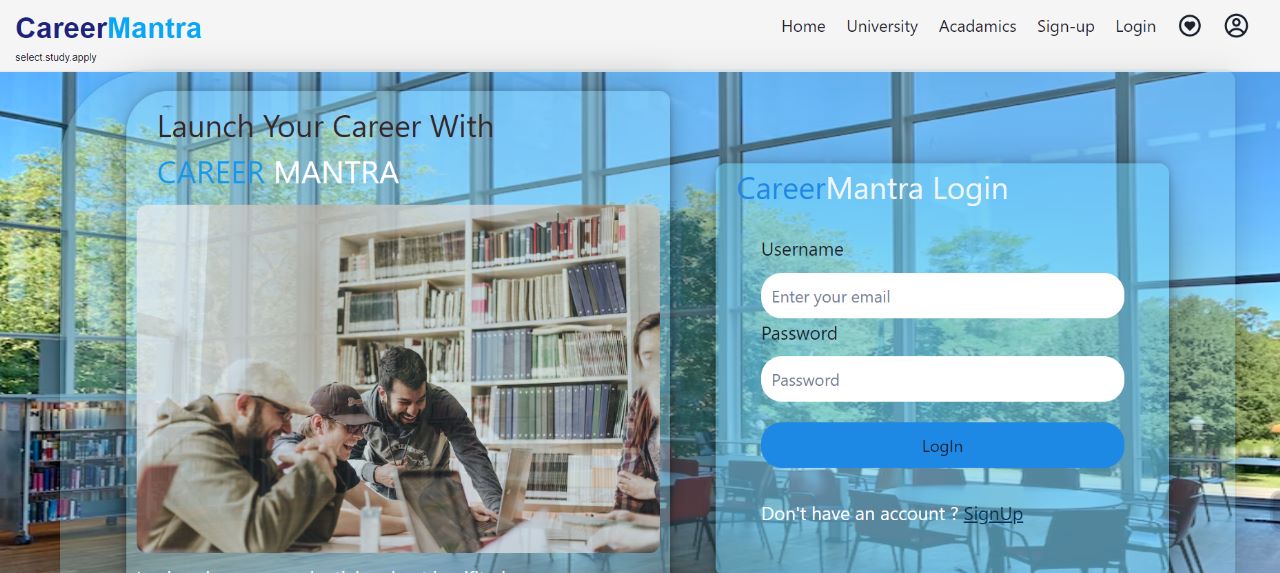 CareerMantra
select.study.apply
Home University Acadamics Sign-up Login
Launch Your Career With
CAREER MANTRA
CareerMantra Login
Username
Enter your email
Password
Password
LogIn
Don't have an account ? SignUp